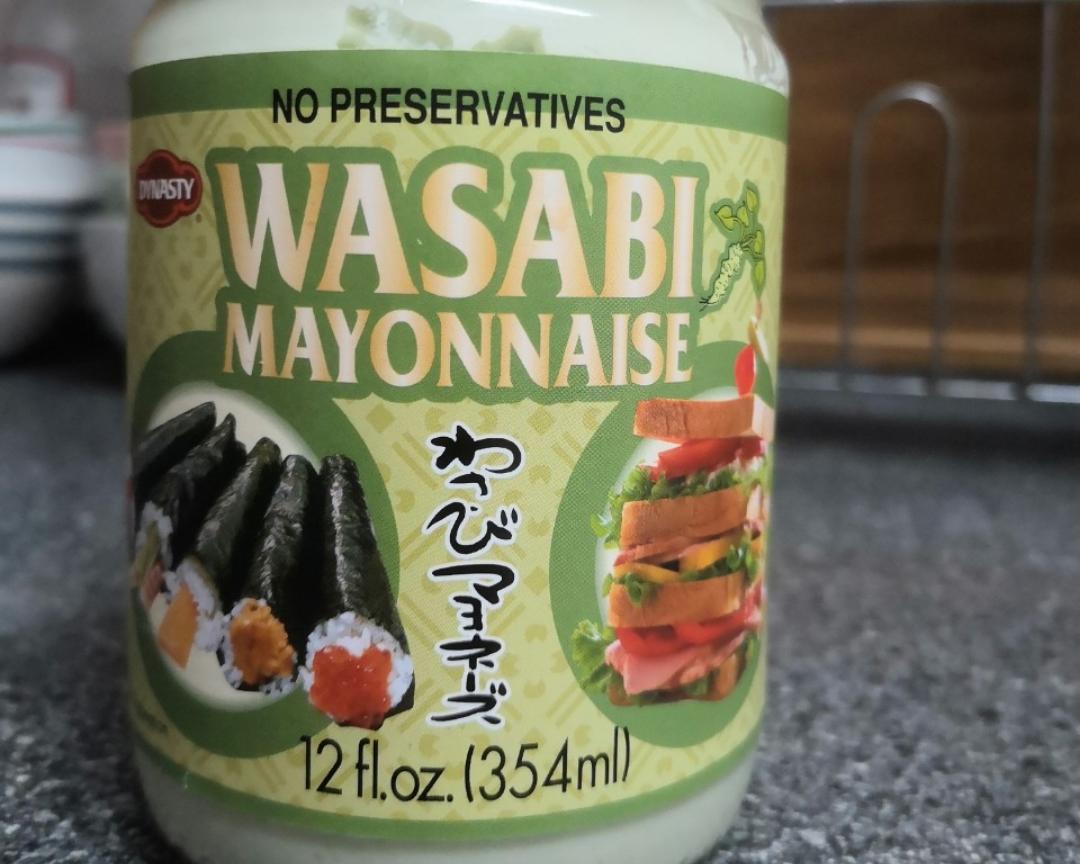 NO PRESERVATIVES
DYNASTY
WASABI
MAYONNAISE
わさびマヨネーズ
12 fl.oz. (354ml)